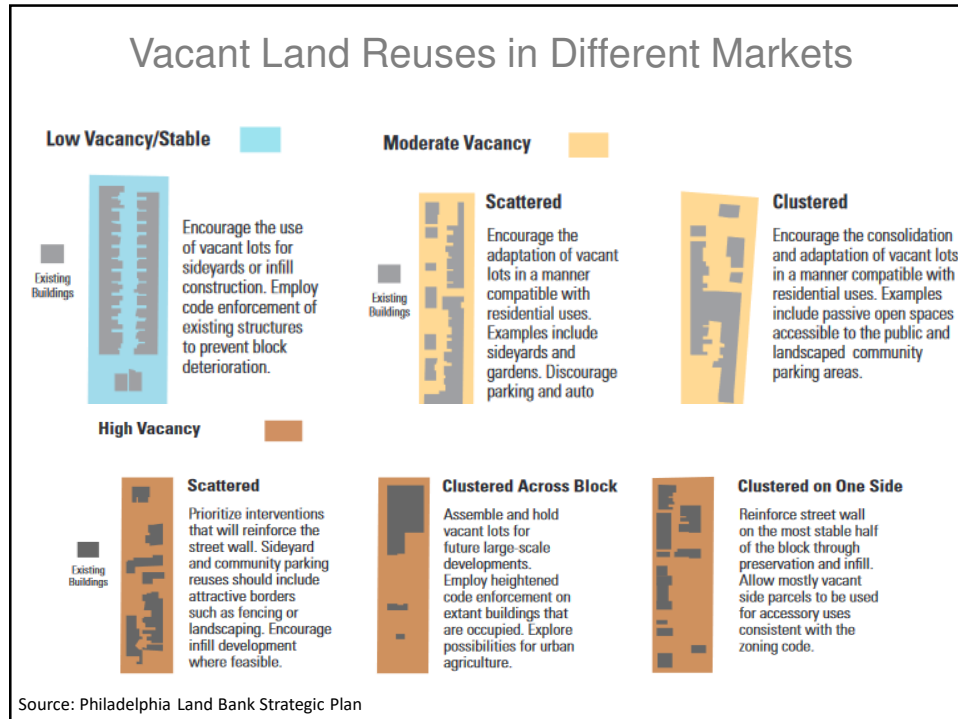 Vacant Land Reuses in Different Markets
Low Vacancy/Stable
Existing
Buildings
Encourage the use
of vacant lots for
sideyards or infill
construction. Employ
code enforcement of
existing structures
to prevent block
deterioration.
Moderate Vacancy
Existing
Buildings
Scattered
Encourage the
adaptation of vacant
lots in a manner
compatible with
residential uses.
Examples include
sideyards and
gardens. Discourage
parking and auto
Clustered
Encourage the consolidation
and adaptation of vacant lots
in a manner compatible with
residential uses. Examples
include passive open spaces
accessible to the public and
landscaped community
parking areas.
High Vacancy
Existing
Buildings
Scattered
Prioritize interventions
that will reinforce the
street wall. Sideyard
and community parking
reuses should include
attractive borders
such as fencing or
landscaping. Encourage
infill development
where feasible.
Clustered Across Block
Assemble and hold
vacant lots for
future large-scale
developments.
Employ heightened
code enforcement on
extant buildings that
are occupied. Explore
possibilities for urban
agriculture.
Clustered on One Side
Reinforce street wall
on the most stable half
of the block through
preservation and infill.
Allow mostly vacant
side parcels to be used
for accessory uses
consistent with the
zoning code.
Source: Philadelphia Land Bank Strategic Plan